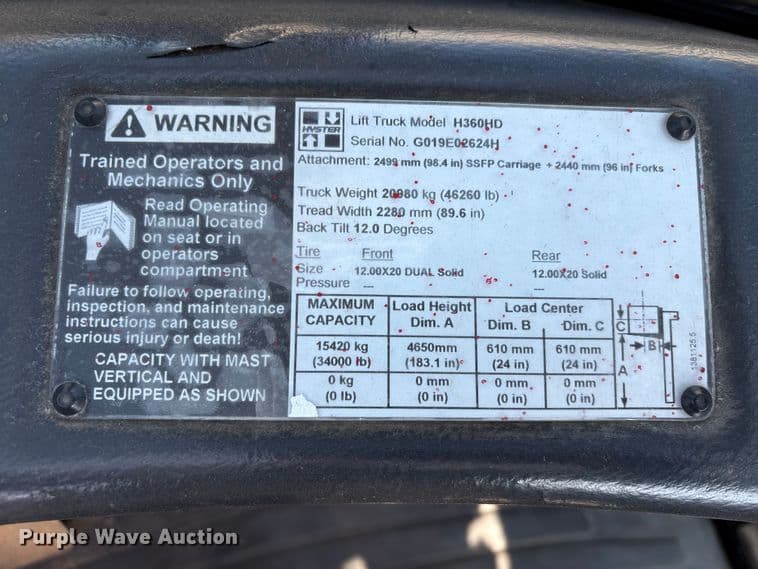 WARNING
Trained Operators and
Mechanics Only
Read Operating
Manual located
on seat or in
operators
compartment
Failure to follow operating,
inspection, and maintenance
instructions can cause
serious injury or death!
CAPACITY WITH MAST
VERTICAL AND
EQUIPPED AS SHOWN
HYSTER
Lift Truck Model H360HD
Serial No. G019E02624H
Attachment: 2499 mm (98.4 in) SSFP Carriage + 2440 mm (96 in) Forks
Truck Weight 20980 kg (46260 lb)
Tread Width 2280 mm (89.6 in)
Back Tilt 12.0 Degrees
Tire Front Rear
Size 12.00X20 DUAL Solid 12.00X20 Solid
Pressure --- ---
MAXIMUM CAPACITY Load Height Dim. A Load Center Dim. B Dim. C
15420 kg (34000 lb) 4650mm (183.1 in) 610 mm (24 in) 610 mm (24 in)
0 kg (0 lb) 0 mm (0 in) 0 mm (0 in) 0 mm (0 in)
C
B
A
1381125.5
Purple Wave Auction